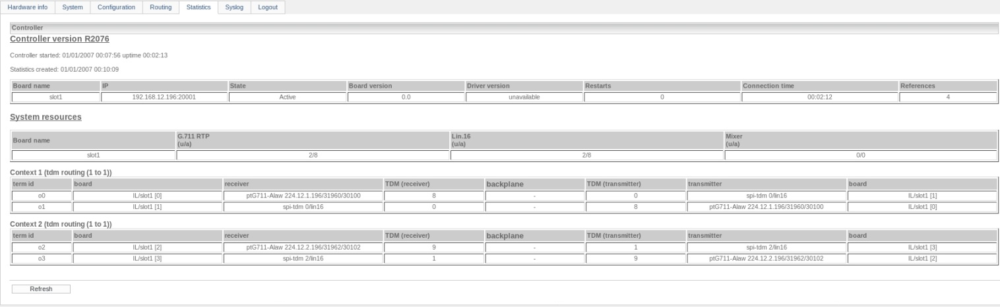 Hardware info System Configuration Routing Statistics Syslog Logout
Controller
Controller version R2076
Controller started: 01/01/2007 00:07:56 uptime 00:02:13
Statistics created: 01/01/2007 00:10:09
Board name IP State Board version Driver version Restarts Connection time References
slot1 192.168.12.196:20001 Active 0.0 unavailable 0 00:02:12 4
System resources
Board name G.711 RTP Lin.16 Mixer
(u/a) (u/a) (u/a)
slot1 2/8 2/8 0/0
Context 1 (tdm routing (1 to 1))
term id board receiver TDM (receiver) backplane TDM (transmitter) transmitter board
o0 IL/slot1 [0] ptG711-Alaw 224.12.1.196/31960/30100 8 - 0 spi-tdm 0/lin16 IL/slot1 [1]
o1 IL/slot1 [1] spi-tdm 0/lin16 0 - 8 ptG711-Alaw 224.12.1.196/31960/30100 IL/slot1 [0]
Context 2 (tdm routing (1 to 1))
term id board receiver TDM (receiver) backplane TDM (transmitter) transmitter board
o2 IL/slot1 [2] ptG711-Alaw 224.12.2.196/31962/30102 9 - 1 spi-tdm 2/lin16 IL/slot1 [3]
o3 IL/slot1 [3] spi-tdm 2/lin16 1 - 9 ptG711-Alaw 224.12.2.196/31962/30102 IL/slot1 [2]
Refresh